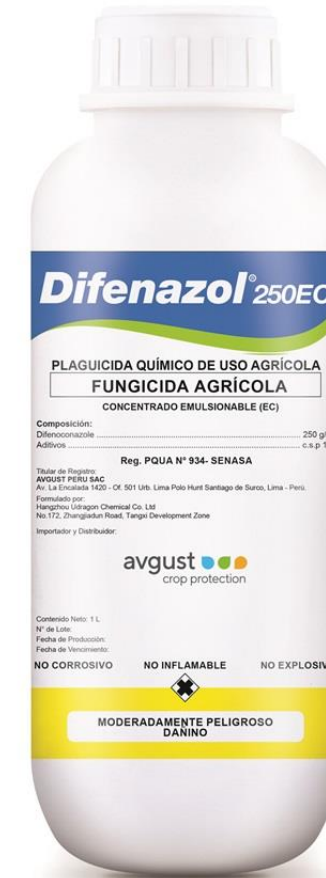 Difenazol® 250EC
PLAGUICIDA QUÍMICO DE USO AGRÍCOLA
FUNGICIDA AGRÍCOLA
CONCENTRADO EMULSIONABLE (EC)
Composición:
Difenoconazole ... 250 g/
Aditivos ... c.s.p 1
Reg. PQUA N° 934- SENASA
Titular de Registro:
AVGUST PERU SAC
Av. La Encalada 1420 - Of. 501 Urb. Lima Polo Hunt Santiago de Surco, Lima - Perú.
Formulado por:
Hangzhou Udragon Chemical Co. Ltd
No.172, Zhangjiadun Road, Tangxi Development Zone
Importador y Distribuidor:
avgust
crop protection
Contenido Neto: 1 L
N° de Lote:
Fecha de Producción:
Fecha de Vencimiento:
NO CORROSIVO NO INFLAMABLE NO EXPLOSIV
MODERADAMENTE PELIGROSO
DAÑINO